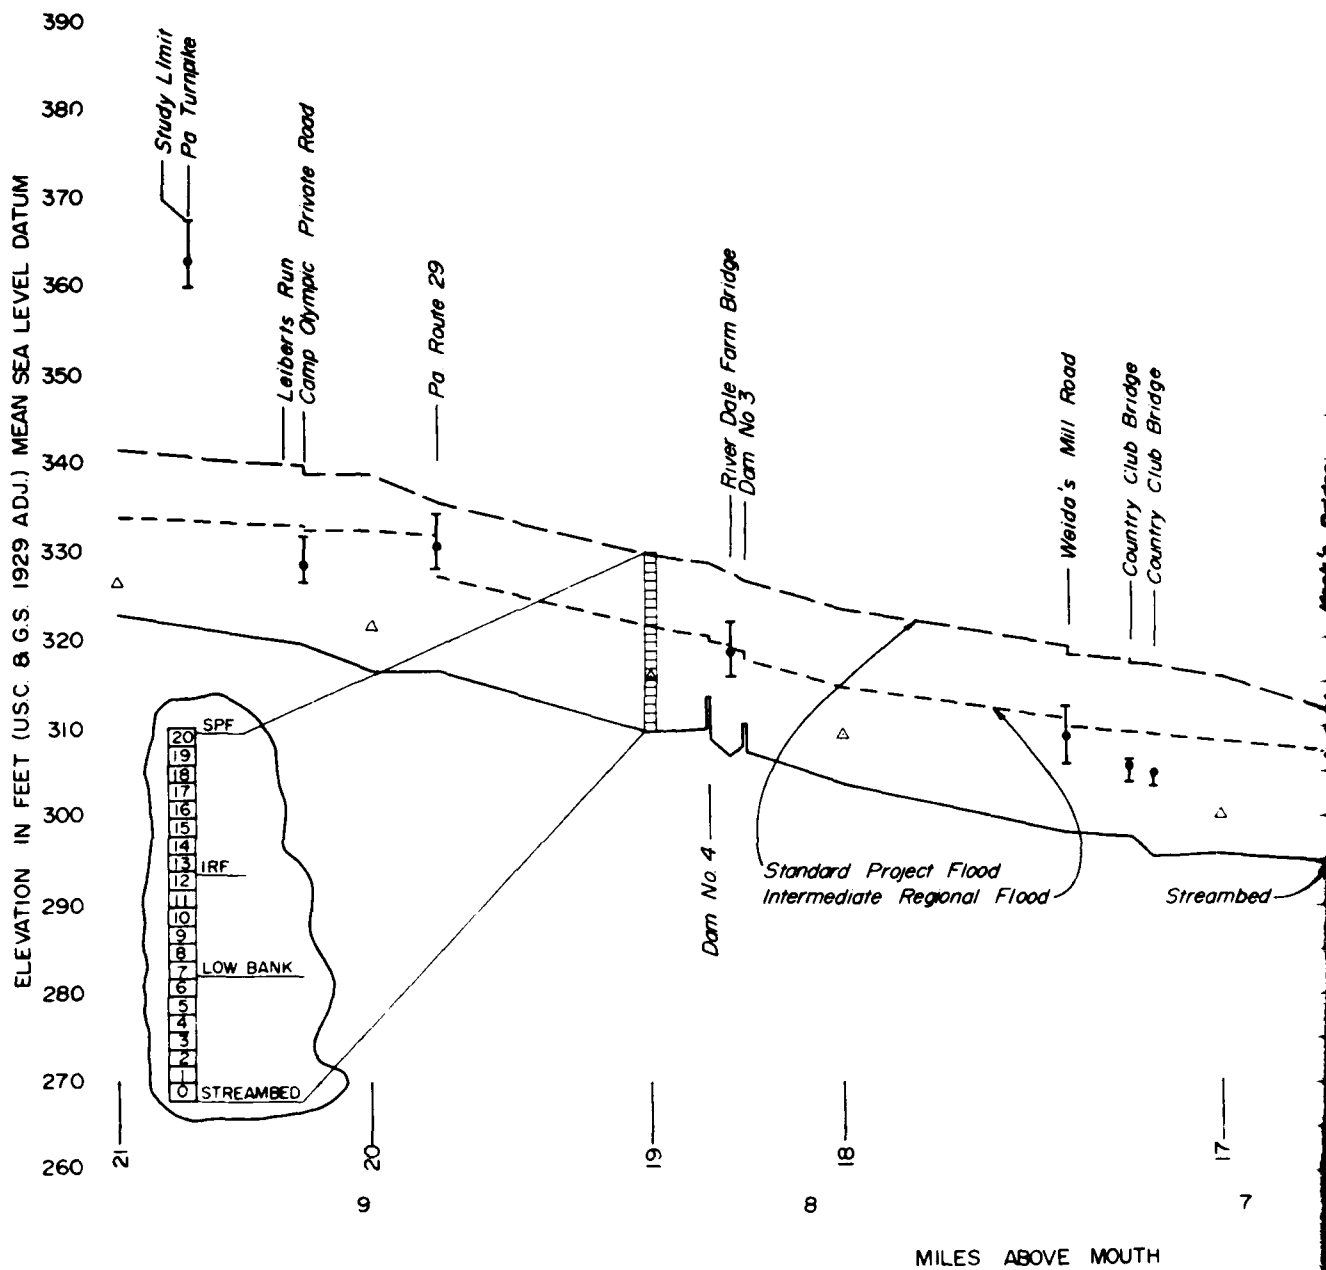 390
380
370
360
350
340
330
320
310
300
290
280
270
260
ELEVATION IN FEET (U.S.C. & G.S. 1929 ADJ.) MEAN SEA LEVEL DATUM
Study Limit
Pa Turnpike
Leiberts Run
Camp Olympic Private Road
Pa Route 29
River Dale Farm Bridge
Dam No 3
Weida's Mill Road
Country Club Bridge
Country Club Bridge
Dam No. 4
Standard Project Flood
Intermediate Regional Flood
Streambed
SPF
20
19
18
17
16
15
14
13 IRF
12
11
10
9
8
7 LOW BANK
6
5
4
3
2
1
0 STREAMBED
21
20
19
18
17
9
8
7
MILES ABOVE MOUTH